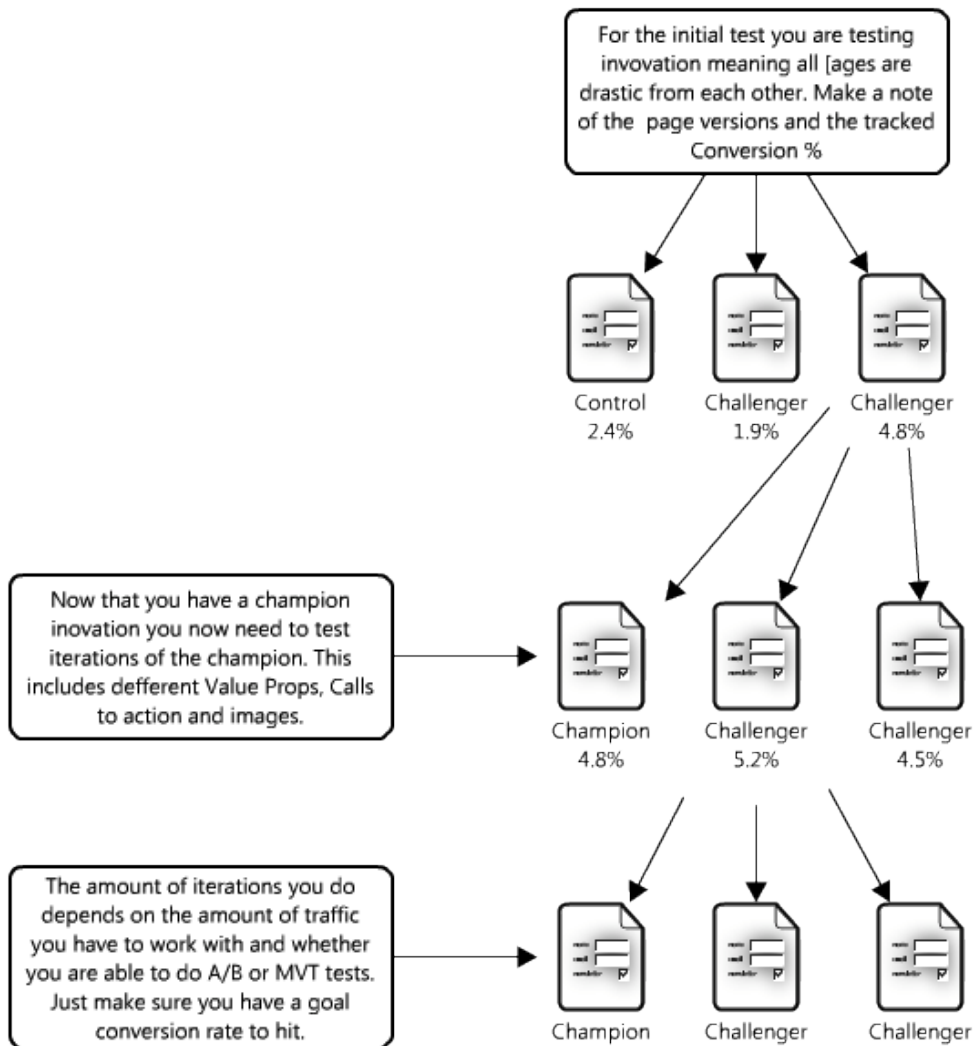 For the initial test you are testing
invovation meaning all [ages are
drastic from each other. Make a note
of the page versions and the tracked
Conversion %
Control
2.4%
Challenger
1.9%
Challenger
4.8%
Now that you have a champion
inovation you now need to test
iterations of the champion. This
includes defferent Value Props, Calls
to action and images.
Champion
4.8%
Challenger
5.2%
Challenger
4.5%
The amount of iterations you do
depends on the amount of traffic
you have to work with and whether
you are able to do A/B or MVT tests.
Just make sure you have a goal
conversion rate to hit.
Champion
Challenger
Challenger